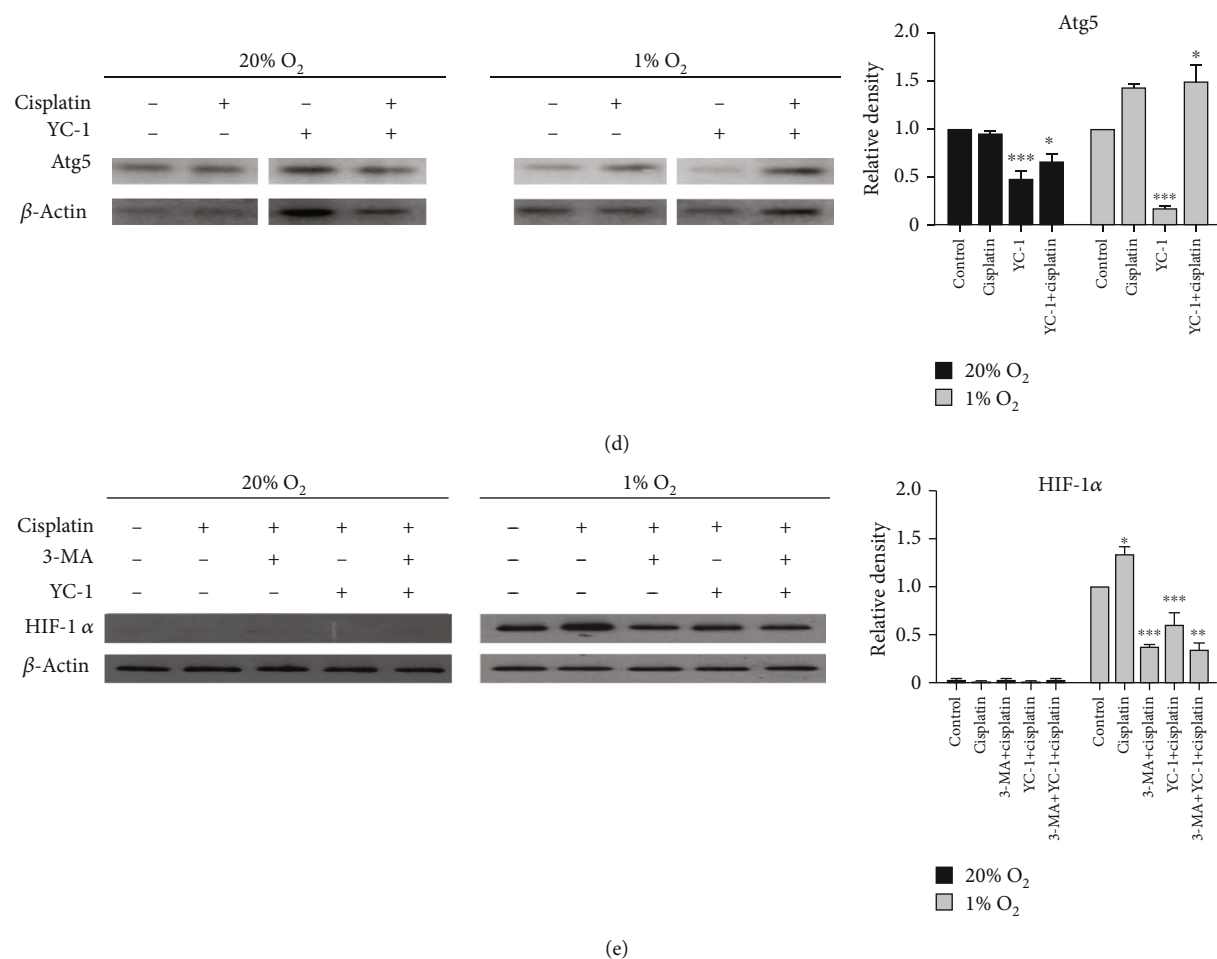 20% O₂
1% O₂
Cisplatin – + – + – + – +
YC-1 – – + + – – + +
Atg5
β-Actin
Atg5
Relative density
2.0
1.5
1.0
0.5
0
*** * *** *
Control
Cisplatin
YC-1
YC-1+cisplatin
Control
Cisplatin
YC-1
YC-1+cisplatin
20% O₂
1% O₂
(d)
20% O₂
1% O₂
Cisplatin – + + + + – + + + +
3-MA – – + – + – – + – +
YC-1 – – – + + – – – + +
HIF-1 α
β-Actin
HIF-1α
Relative density
2.0
1.5
1.0
0.5
0
* *** *** **
Control
Cisplatin
3-MA+cisplatin
YC-1+cisplatin
3-MA+YC-1+cisplatin
Control
Cisplatin
3-MA+cisplatin
YC-1+cisplatin
3-MA+YC-1+cisplatin
20% O₂
1% O₂
(e)